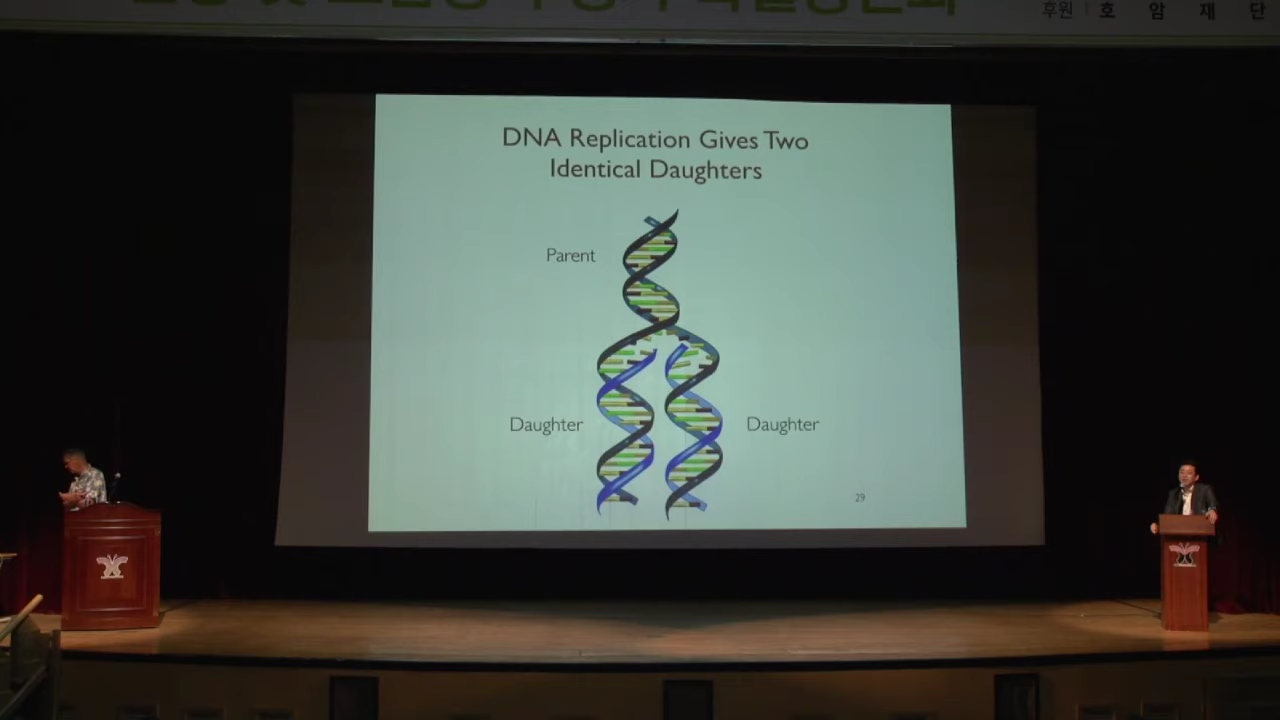 후원 호 암 재 단
DNA Replication Gives Two
Identical Daughters
Parent
Daughter
Daughter
29